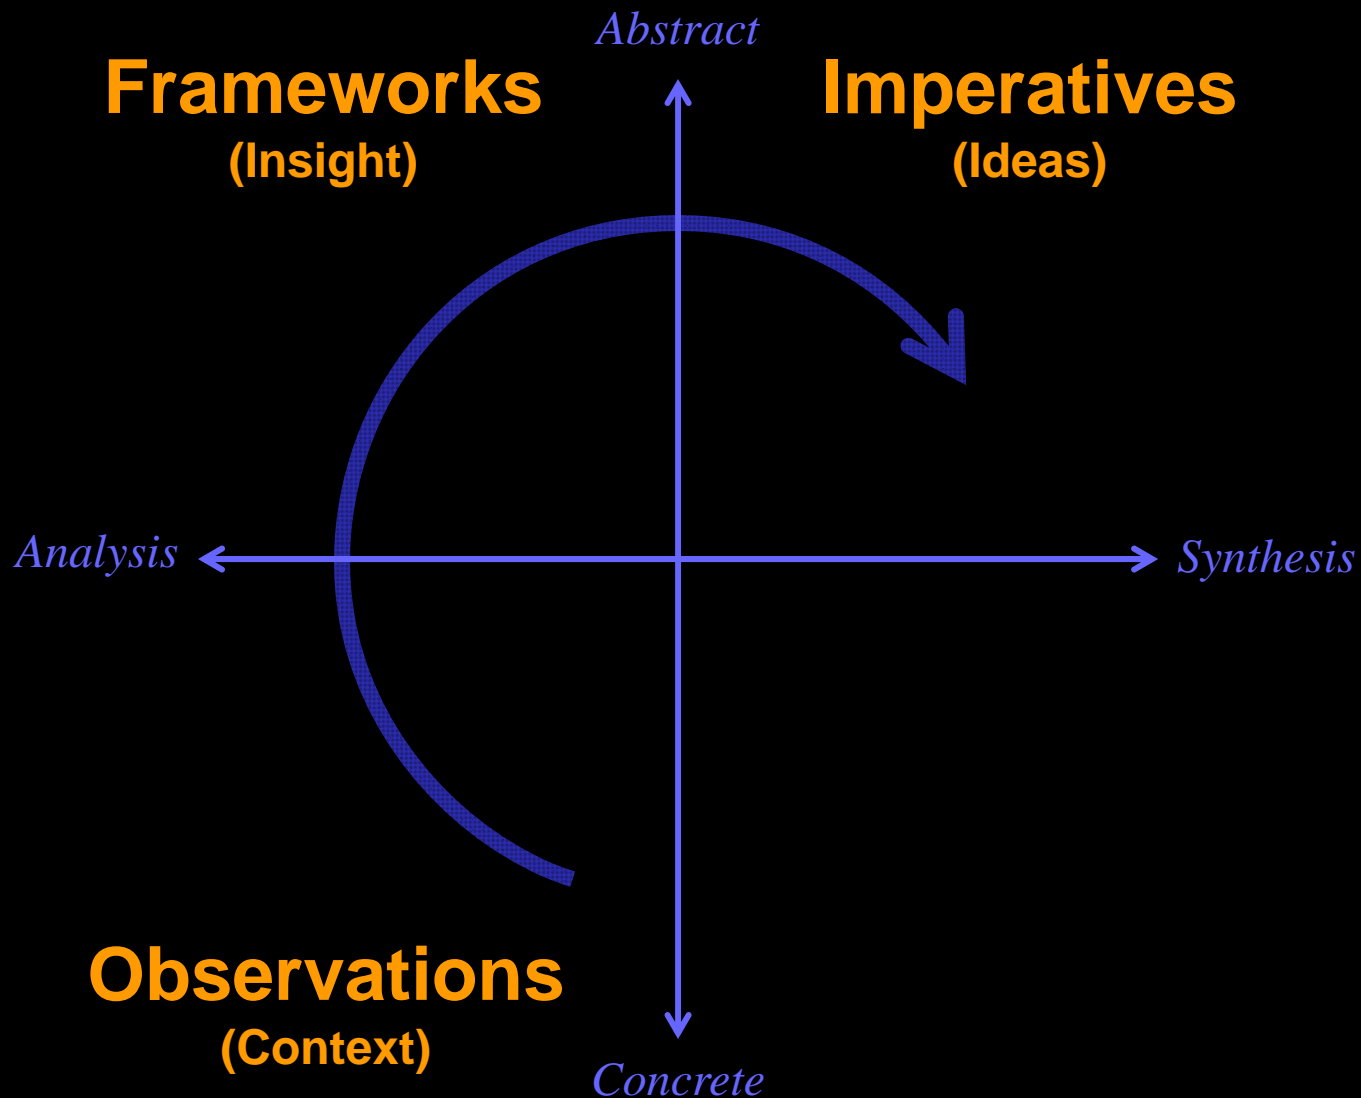 Abstract
Frameworks
(Insight)
Imperatives
(Ideas)
Analysis
Synthesis
Observations
(Context)
Concrete